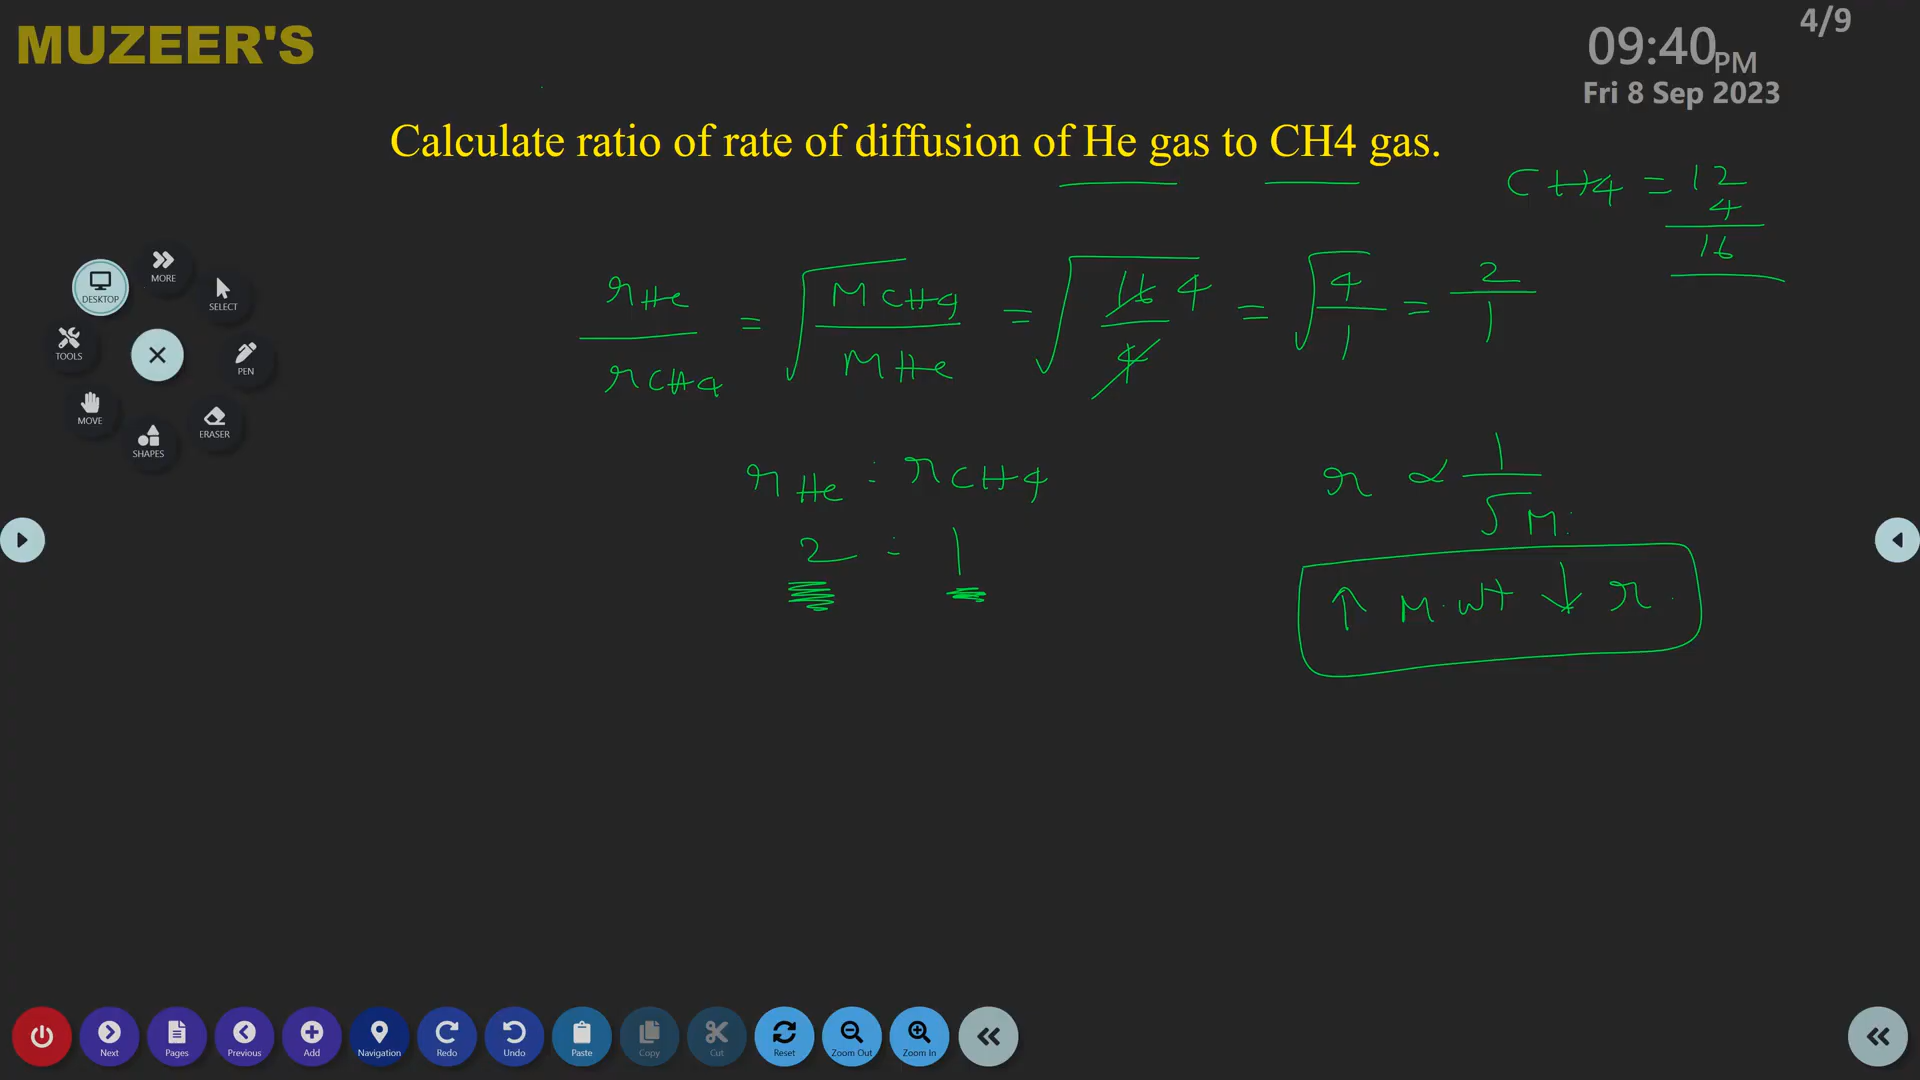 MUZEER'S
4/9
09:40PM
Fri 8 Sep 2023
Calculate ratio of rate of diffusion of He gas to CH4 gas.
CH4 = 12
4
16
rHe / rCH4 = √(MCH4 / MHe) = √(16 4 / 4) = √(4 / 1) = 2 / 1
rHe : rCH4
2 : 1
r ∝ 1 / √M.
↑ M.wt ↓ r.
DESKTOP
MORE
SELECT
TOOLS
PEN
MOVE
ERASER
SHAPES
Next
Pages
Previous
Add
Navigation
Redo
Undo
Paste
Copy
Cut
Reset
Zoom Out
Zoom In